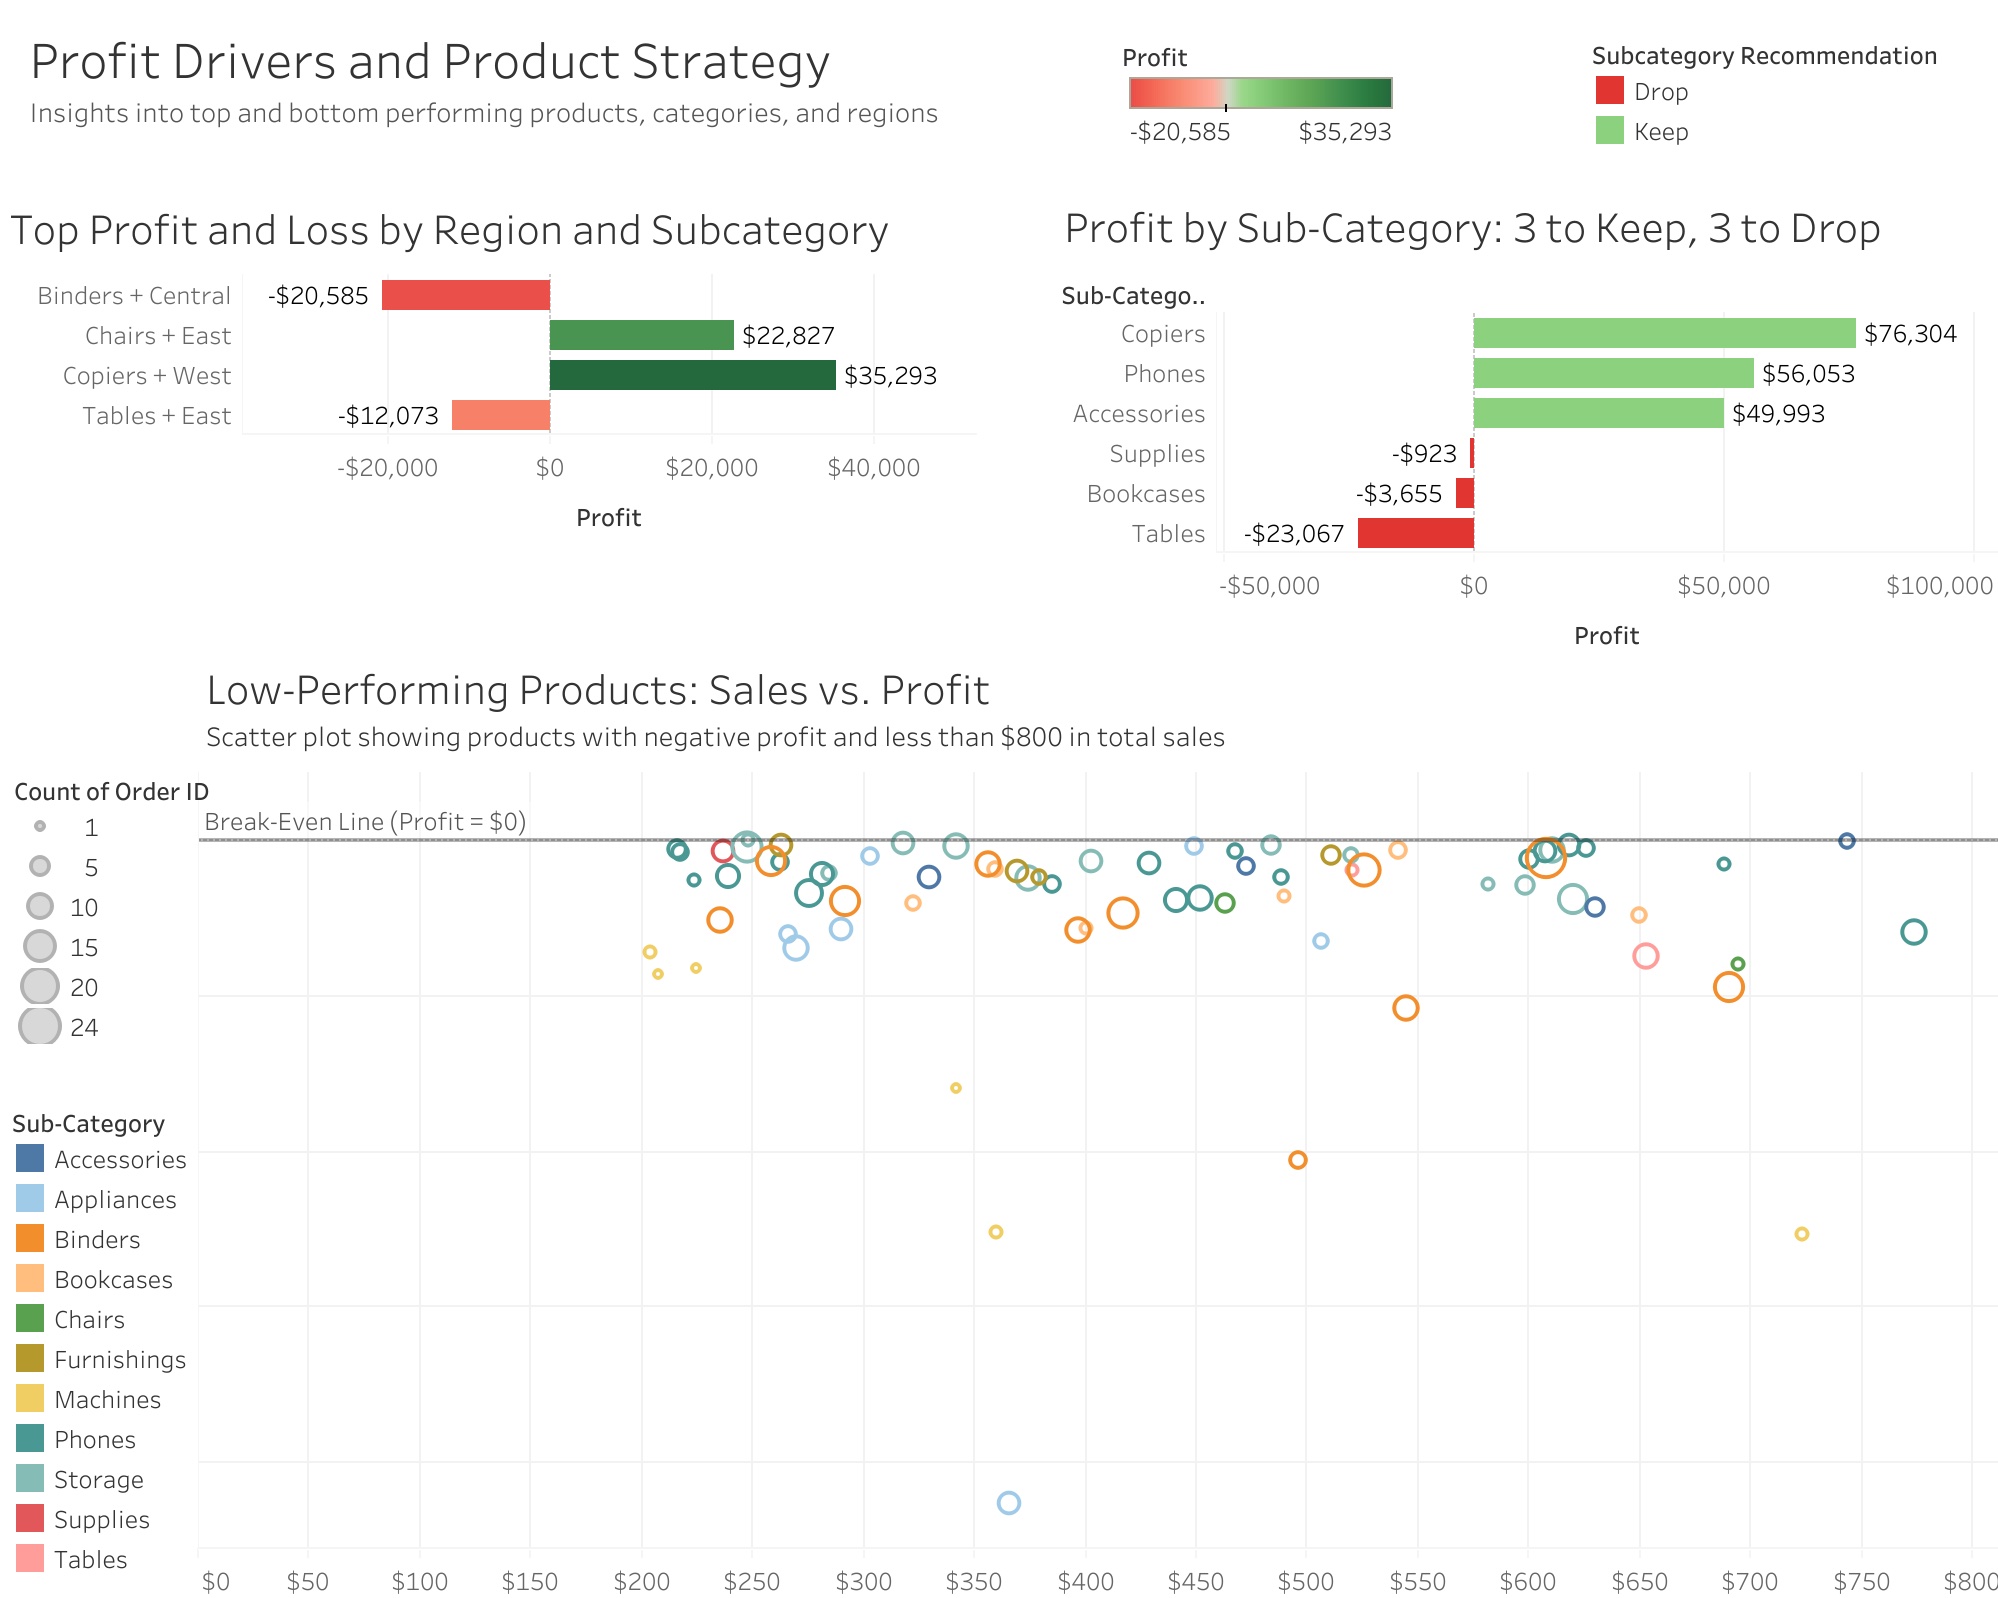 Profit Drivers and Product Strategy
Insights into top and bottom performing products, categories, and regions
Profit
-$20,585 $35,293
Subcategory Recommendation
Drop
Keep
Top Profit and Loss by Region and Subcategory
Binders + Central -$20,585
Chairs + East $22,827
Copiers + West $35,293
Tables + East -$12,073
-$20,000 $0 $20,000 $40,000
Profit
Profit by Sub-Category: 3 to Keep, 3 to Drop
Sub-Catego..
Copiers $76,304
Phones $56,053
Accessories $49,993
Supplies -$923
Bookcases -$3,655
Tables -$23,067
-$50,000 $0 $50,000 $100,000
Profit
Low-Performing Products: Sales vs. Profit
Scatter plot showing products with negative profit and less than $800 in total sales
Count of Order ID
1
5
10
15
20
24
Break-Even Line (Profit = $0)
Sub-Category
Accessories
Appliances
Binders
Bookcases
Chairs
Furnishings
Machines
Phones
Storage
Supplies
Tables
$0 $50 $100 $150 $200 $250 $300 $350 $400 $450 $500 $550 $600 $650 $700 $750 $800